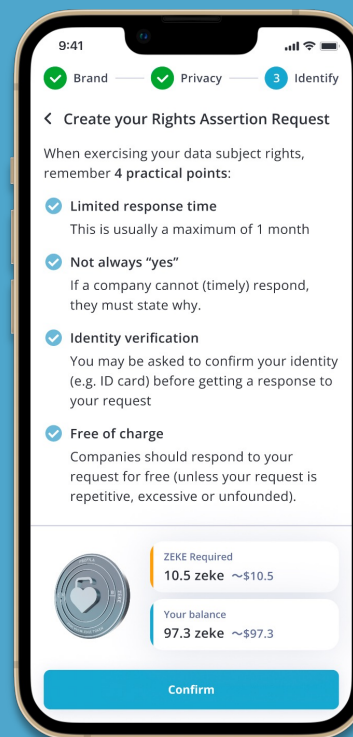 9:41
Brand
Privacy
3 Identify
Create your Rights Assertion Request
When exercising your data subject rights,
remember 4 practical points:
Limited response time
This is usually a maximum of 1 month
Not always “yes”
If a company cannot (timely) respond,
they must state why.
Identity verification
You may be asked to confirm your identity
(e.g. ID card) before getting a response to
your request
Free of charge
Companies should respond to your
request for free (unless your request is
repetitive, excessive or unfounded).
ZEKE Required
10.5 zeke ~$10.5
Your balance
97.3 zeke ~$97.3
Confirm